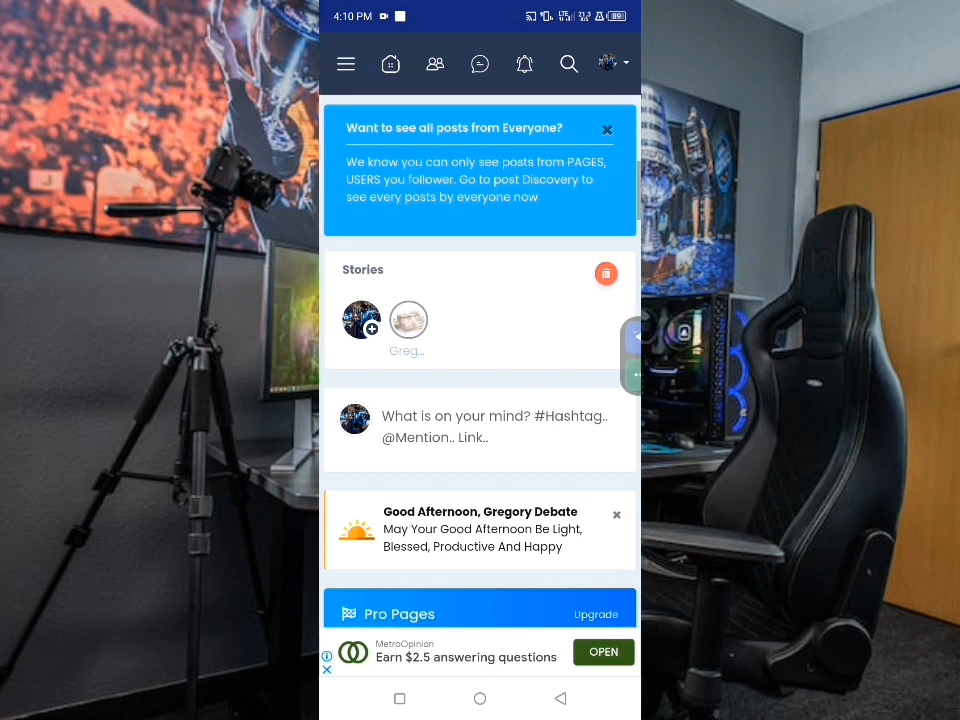 4:10 PM
Want to see all posts from Everyone?
We know you can only see posts from PAGES,
USERS you follower. Go to post Discovery to
see every posts by everyone now
Stories
Greg...
What is on your mind? #Hashtag..
@Mention.. Link..
Good Afternoon, Gregory Debate
May Your Good Afternoon Be Light,
Blessed, Productive And Happy
Pro Pages
Upgrade
MetroOpinion
Earn $2.5 answering questions
OPEN